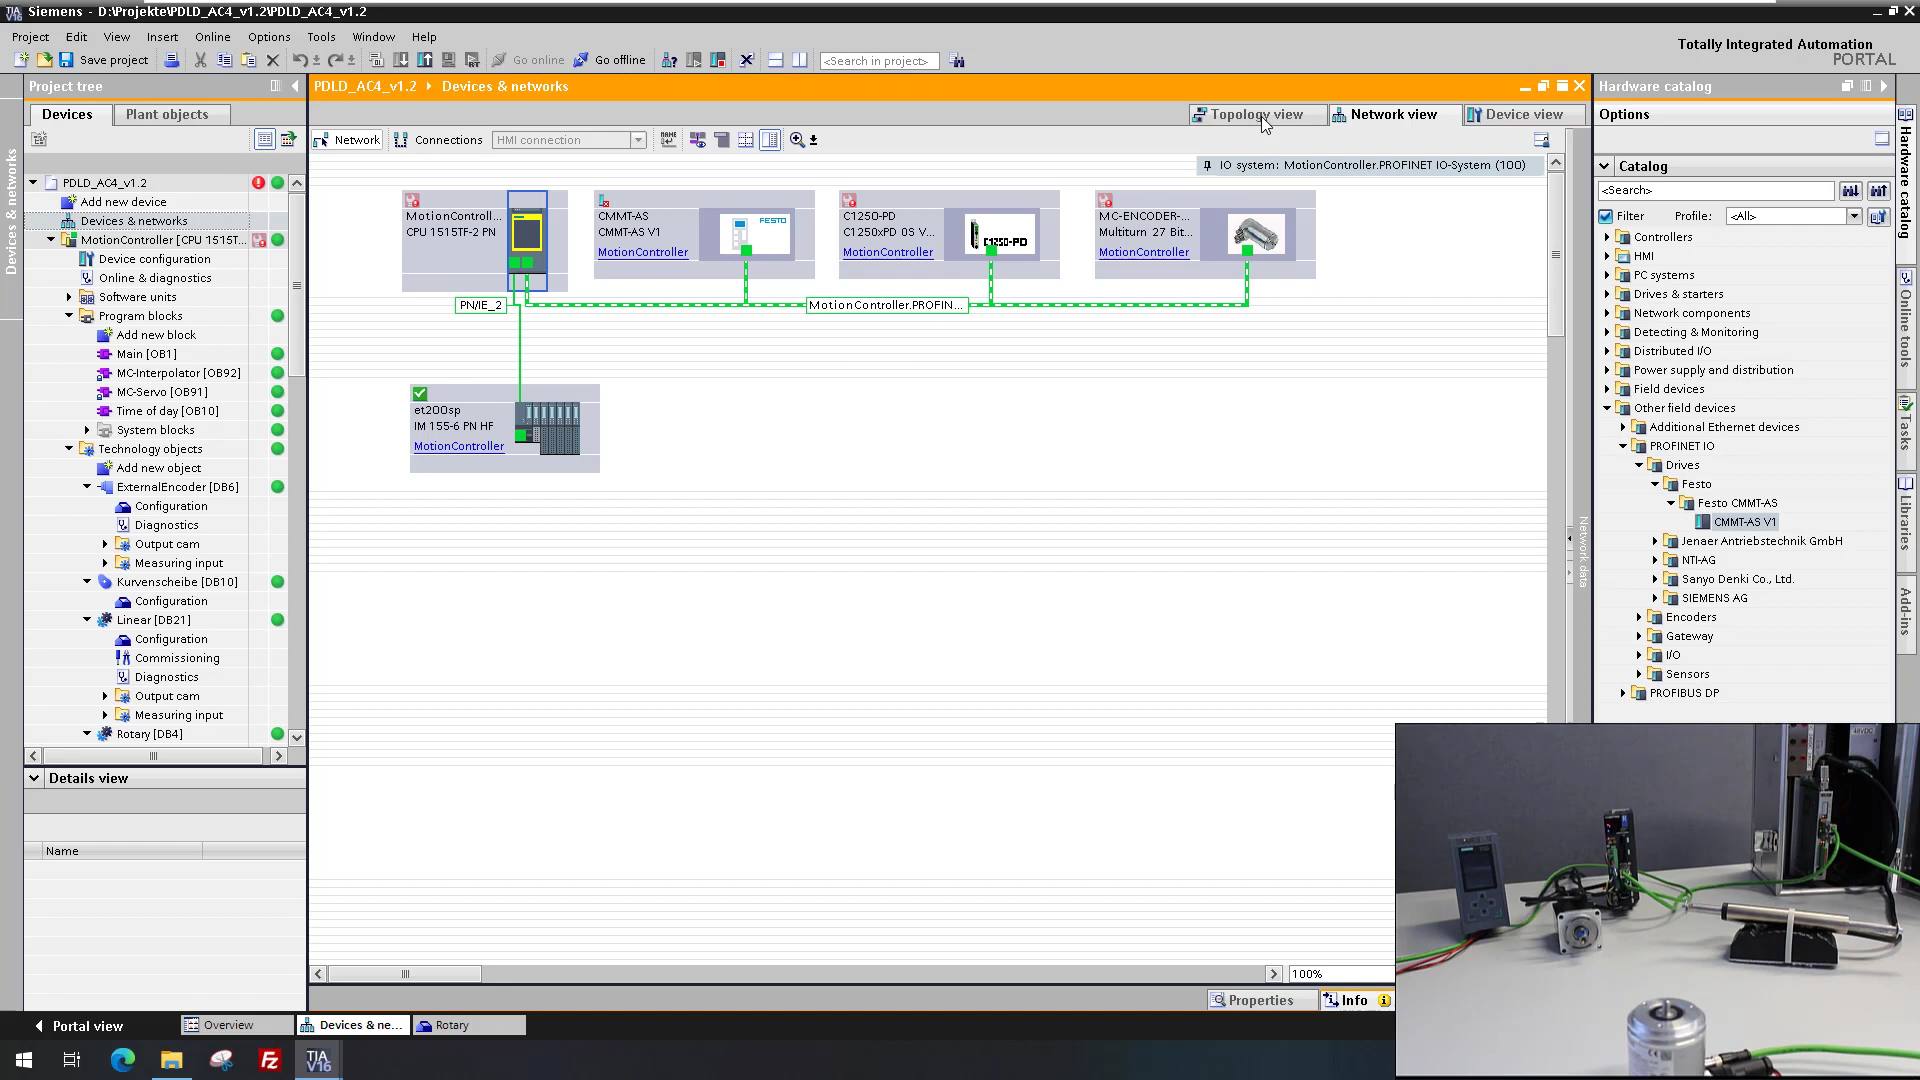 Siemens - D:\Projekte\PDLD_AC4_v1.2\PDLD_AC4_v1.2
Project Edit View Insert Online Options Tools Window Help
Save project
Go online
Go offline
<Search in project>
Totally Integrated Automation
PORTAL
Project tree
PDLD_AC4_v1.2
Devices & networks
Hardware catalog
Devices
Plant objects
Topology view
Network view
Device view
Options
Network
Connections
HMI connection
IO system: MotionController.PROFINET IO-System (100)
PDLD_AC4_v1.2
Add new device
Devices & networks
MotionController [CPU 1515T...
Device configuration
Online & diagnostics
Software units
Program blocks
Add new block
Main [OB1]
MC-Interpolator [OB92]
MC-Servo [OB91]
Time of day [OB10]
System blocks
Technology objects
Add new object
ExternalEncoder [DB6]
Configuration
Diagnostics
Output cam
Measuring input
Kurvenscheibe [DB10]
Configuration
Linear [DB21]
Configuration
Commissioning
Diagnostics
Output cam
Measuring input
Rotary [DB4]
Details view
Name
MotionControll...
CPU 1515TF-2 PN
CMMT-AS
CMMT-AS V1
MotionController
FESTO
C1250-PD
C1250xPD 0S V...
MotionController
C1250-PD
MC-ENCODER-...
Multiturn 27 Bit...
MotionController
PN/IE_2
MotionController.PROFIN...
et200sp
IM 155-6 PN HF
MotionController
100%
Properties
Info
Network data
Catalog
<Search>
Filter
Profile:
<All>
Controllers
HMI
PC systems
Drives & starters
Network components
Detecting & Monitoring
Distributed I/O
Power supply and distribution
Field devices
Other field devices
Additional Ethernet devices
PROFINET IO
Drives
Festo
Festo CMMT-AS
CMMT-AS V1
Jenaer Antriebstechnik GmbH
NTI-AG
Sanyo Denki Co., Ltd.
SIEMENS AG
Encoders
Gateway
I/O
Sensors
PROFIBUS DP
Hardware catalog
Online tools
Tasks
Libraries
Add-ins
Devices & networks
Portal view
Overview
Devices & ne...
Rotary
TIA
V16